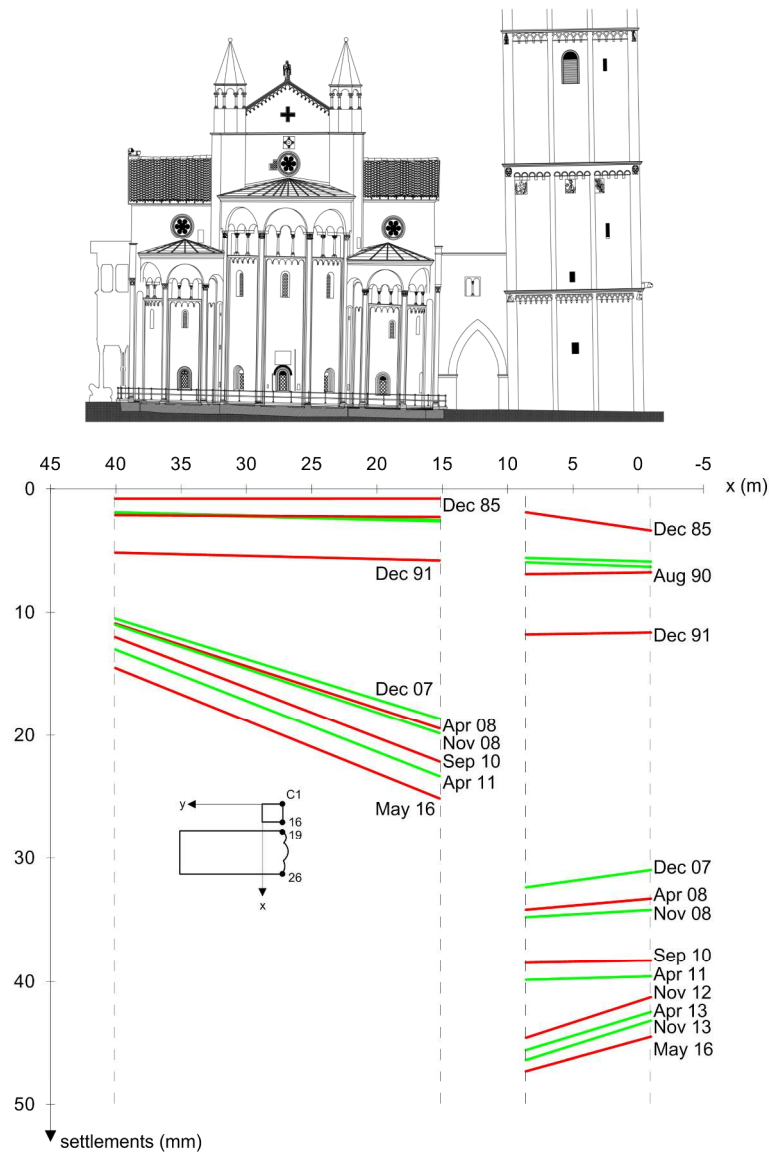 45 40 35 30 25 20 15 10 5 0 -5
x (m)
0
10
20
30
40
50
settlements (mm)
Dec 85
Dec 91
Dec 07
Apr 08
Nov 08
Sep 10
Apr 11
May 16
C1
y
16
19
26
x
Dec 85
Aug 90
Dec 91
Dec 07
Apr 08
Nov 08
Sep 10
Apr 11
Nov 12
Apr 13
Nov 13
May 16